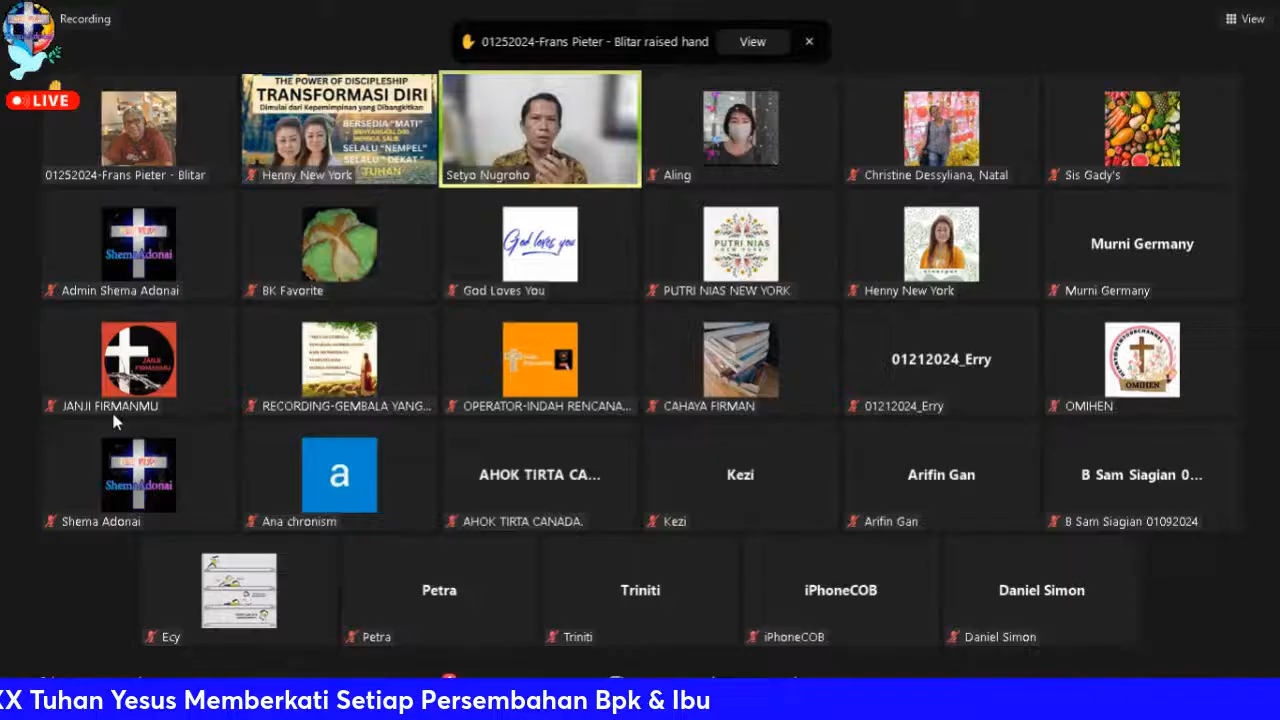 Recording
View
LIVE
01252024-Frans Pieter - Blitar raised hand
View
01252024-Frans Pieter - Blitar
THE POWER OF DISCIPLESHIP
TRANSFORMASI DIRI
Dimulai dari Kepemimpinan yang Dibangkitkan
BERSEDIA "MATI"
SELALU "NEMPEL"
SELALU "DEKAT"
TUHAN
Henny New York
Setyo Nugroho
Aling
Christine Dessyliana, Natal
Sis Gady's
ShemaAdonai
Admin Shema Adonai
BK Favorite
God loves you
God Loves You
PUTRI NIAS
NEW YORK
PUTRI NIAS NEW YORK
Henny New York
Murni Germany
Murni Germany
JANJI
FIRMANMU
JANJI FIRMANMU
RECORDING-GEMBALA YANG...
OPERATOR-INDAH RENCANA...
CAHAYA FIRMAN
01212024_Erry
01212024_Erry
OMIHEN
OMIHEN
ShemaAdonai
Shema Adonai
a
Ana chronism
AHOK TIRTA CA...
AHOK TIRTA CANADA.
Kezi
Kezi
Arifin Gan
Arifin Gan
B Sam Siagian 0...
B Sam Siagian 01092024
Ecy
Petra
Petra
Triniti
Triniti
iPhoneCOB
iPhoneCOB
Daniel Simon
Daniel Simon
XX Tuhan Yesus Memberkati Setiap Persembahan Bpk & Ibu